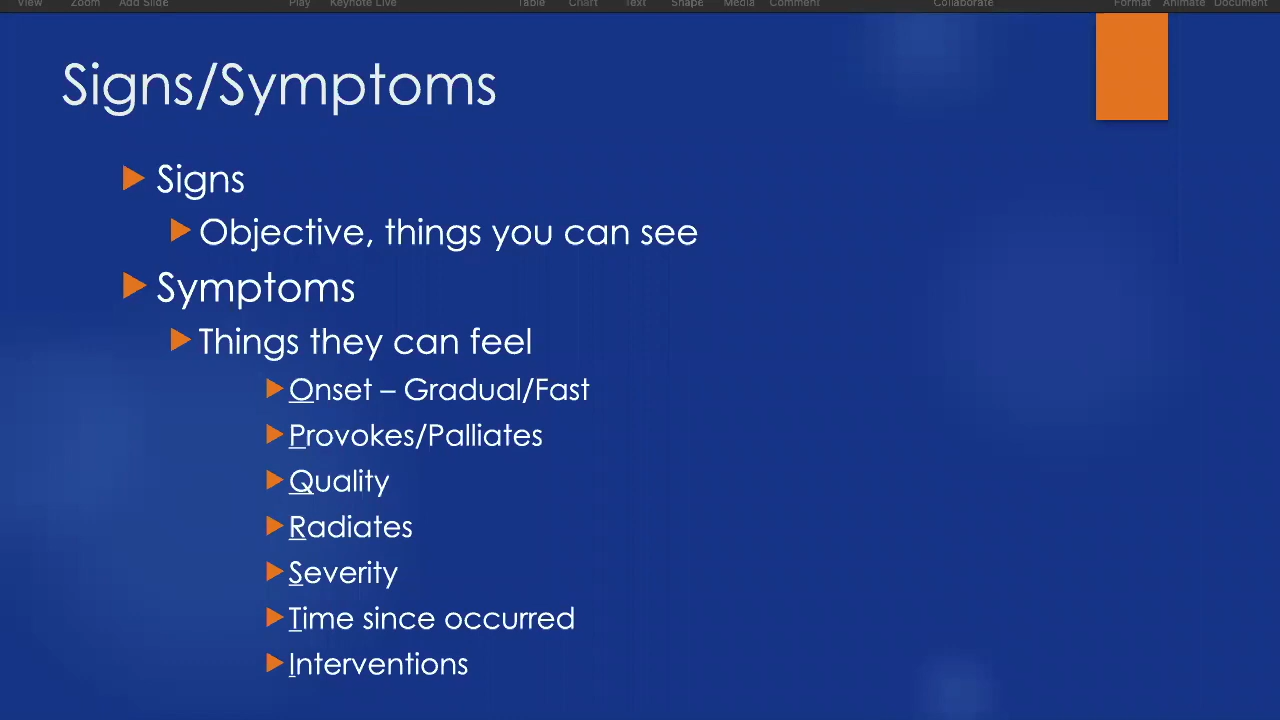 View Zoom Add Slide Play Keynote Live Table Chart Text Shape Media Comment Collaborate Format Animate Document
Signs/Symptoms
Signs
Objective, things you can see
Symptoms
Things they can feel
Onset – Gradual/Fast
Provokes/Palliates
Quality
Radiates
Severity
Time since occurred
Interventions